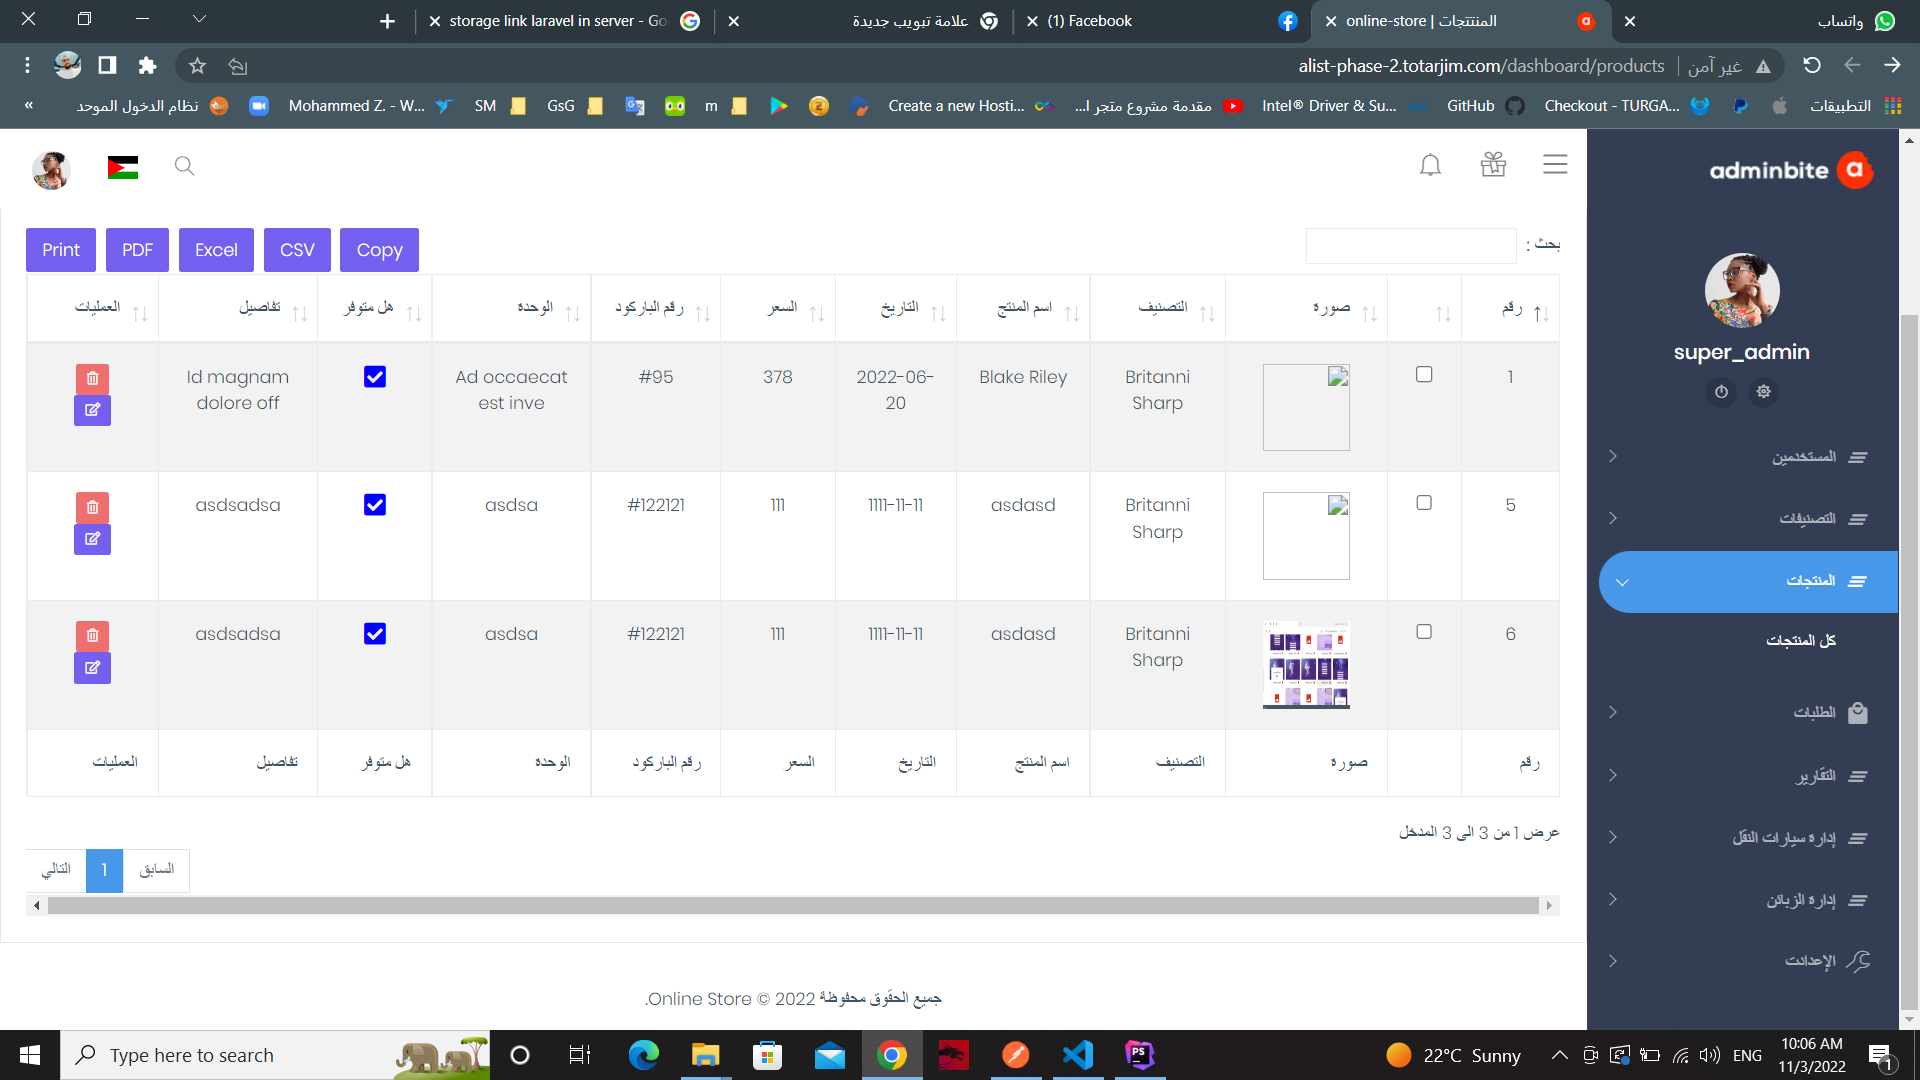 storage link laravel in server - Go
علامة تبويب جديدة
(1) Facebook
المنتتجات | online-store
واتساب
alist-phase-2.totarjim.com/dashboard/products
غير آمن
«
نظام الدخول الموحد
Mohammed Z. - W...
SM
GsG
m
Create a new Hosti...
مقدمة مشروع متجر ا...
Intel® Driver & Su...
GitHub
Checkout - TURGA...
التطبيقات
adminbite
Print
PDF
Excel
CSV
Copy
بحث :
super_admin
رقم صورة التصنيف اسم المنتج التاريخ السعر رقم الباركود الوحدة هل متوفر تفاصيل العمليات
1 Britanni Sharp Blake Riley 2022-06-20 378 #95 Ad occaecat est inve Id magnam dolore off
5 Britanni Sharp asdasd 1111-11-11 111 #122121 asdsa asdsadsa
6 Britanni Sharp asdasd 1111-11-11 111 #122121 asdsa asdsadsa
رقم صورة التصنيف اسم المنتج التاريخ السعر رقم الباركود الوحدة هل متوفر تفاصيل العمليات
عرض 1 من 3 الى 3 المدخل
السابق
1
التالي
المستخدمين
التصنيفات
المنتجات
كل المنتجات
الطلبات
التقارير
إدارة سيارات النقل
إدارة الزبائن
الإعدادت
جميع الحقوق محفوظة Online Store © 2022.
Type here to search
PS
22°C Sunny
ENG
10:06 AM
11/3/2022
1